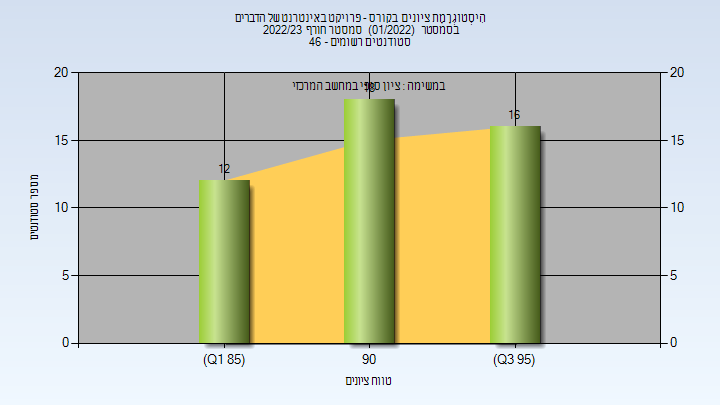 היסטוגרמת ציונים בקורס - פרויקט באינטרנט של הדברים
בסמסטר (01/2022) סמסטר חורף 2022/23
סטודנטים רשומים - 46
במשימה : ציון סופי במחשב המרכזי
20 20
15 15
10 10
5 5
0 0
12
18
16
מספר סטודנטים
(Q1 85) 90 (Q3 95)
טווח ציונים